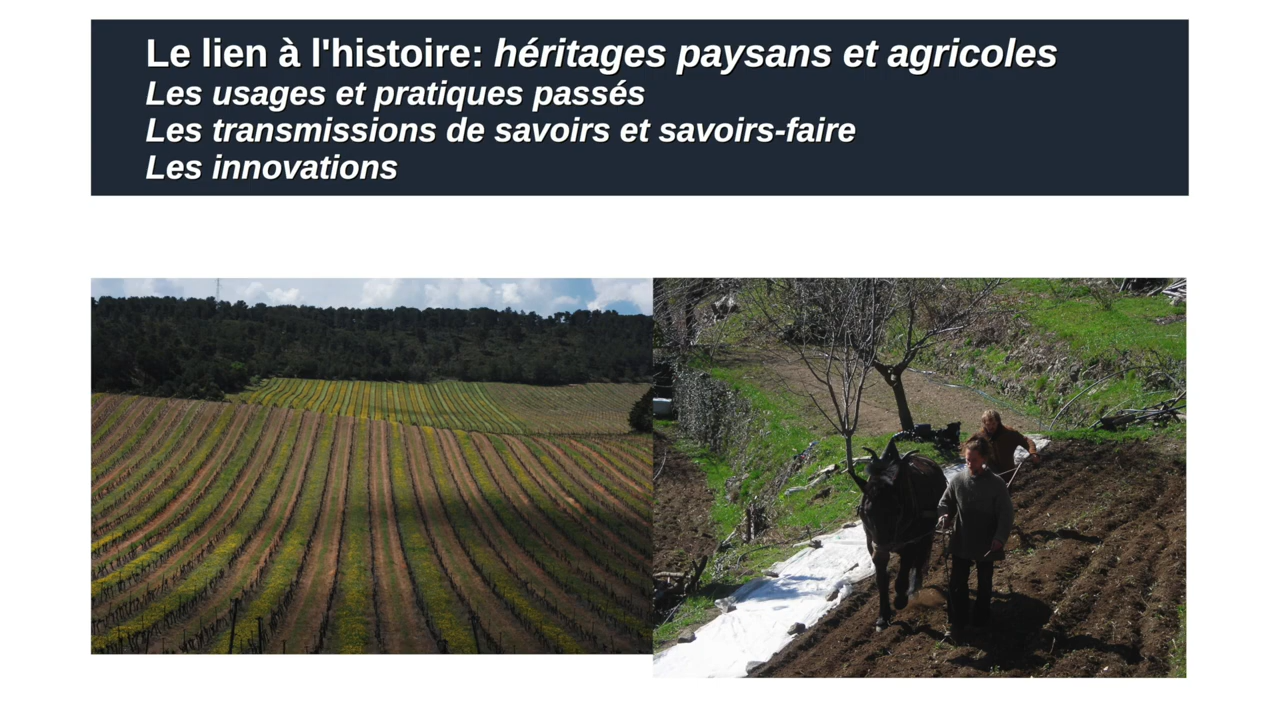 Le lien à l'histoire: héritages paysans et agricoles
Les usages et pratiques passés
Les transmissions de savoirs et savoirs-faire
Les innovations